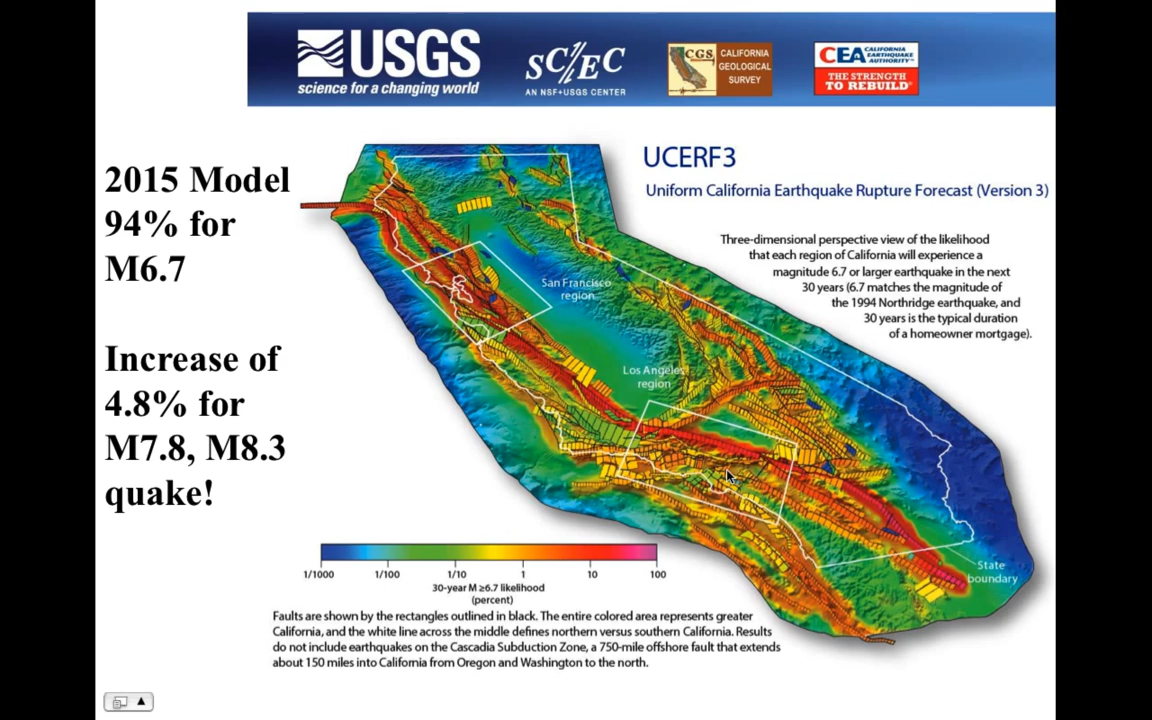 USGS
science for a changing world
SC/EC
AN NSF+USGS CENTER
CGS
CALIFORNIA
GEOLOGICAL
SURVEY
CEA
CALIFORNIA
EARTHQUAKE
AUTHORITY™
THE STRENGTH
TO REBUILD®
2015 Model
94% for
M6.7
Increase of
4.8% for
M7.8, M8.3
quake!
UCERF3
Uniform California Earthquake Rupture Forecast (Version 3)
Three-dimensional perspective view of the likelihood
that each region of California will experience a
magnitude 6.7 or larger earthquake in the next
30 years (6.7 matches the magnitude of
the 1994 Northridge earthquake, and
30 years is the typical duration
of a homeowner mortgage).
San Francisco
region
Los Angeles
region
State
boundary
1/1000 1/100 1/10 1 10 100
30-year M ≥6.7 likelihood
(percent)
Faults are shown by the rectangles outlined in black. The entire colored area represents greater
California, and the white line across the middle defines northern versus southern California. Results
do not include earthquakes on the Cascadia Subduction Zone, a 750-mile offshore fault that extends
about 150 miles into California from Oregon and Washington to the north.